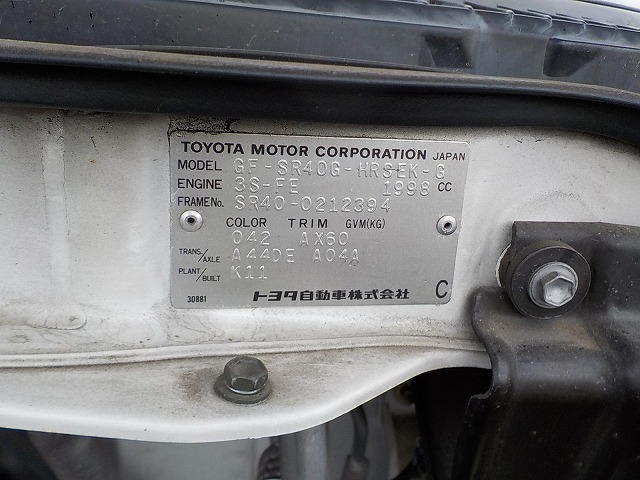 TOYOTA MOTOR CORPORATION JAPAN
MODEL GF-SR40G-HRSEK-G
ENGINE 3S-FE 1998 CC
FRAME No. SR40-0212394
COLOR TRIM GVM(KG)
042 AX60
TRANS./AXLE A44DE A04A
PLANT/BUILT K11
30881 トヨタ自動車株式会社 C